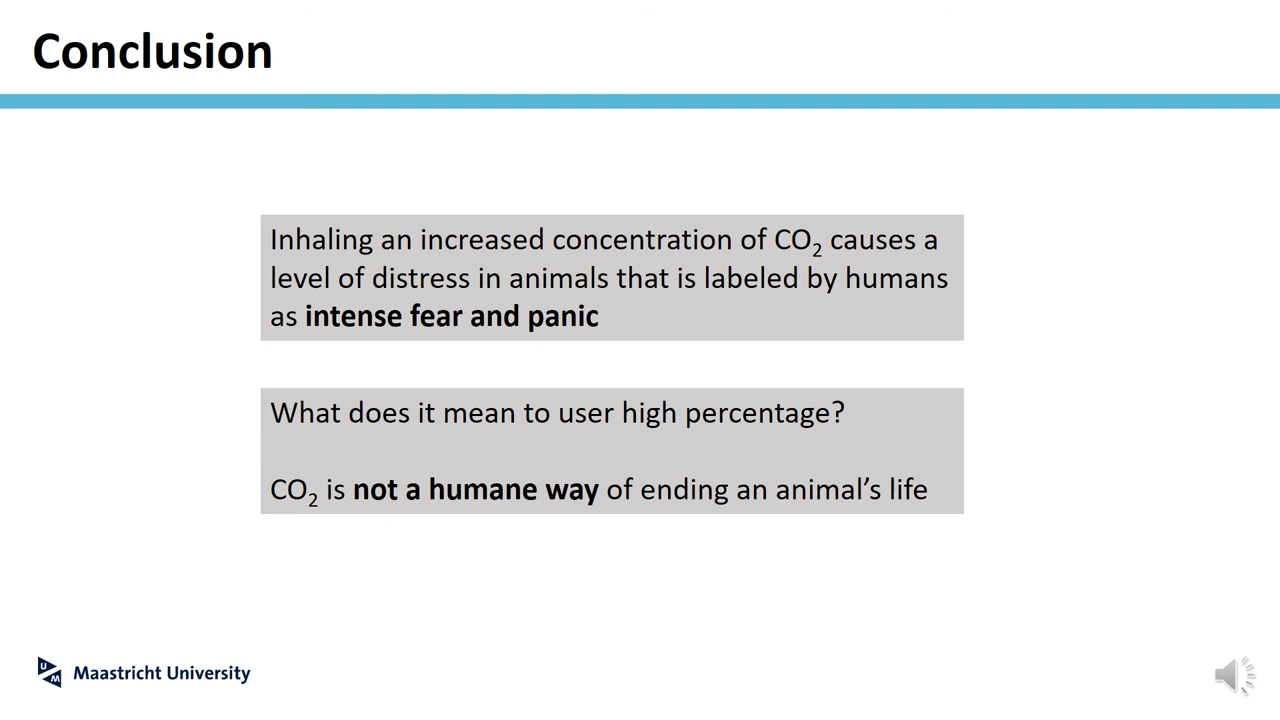 Conclusion
Inhaling an increased concentration of CO₂ causes a
level of distress in animals that is labeled by humans
as intense fear and panic
What does it mean to user high percentage?
CO₂ is not a humane way of ending an animal’s life
UM
Maastricht University